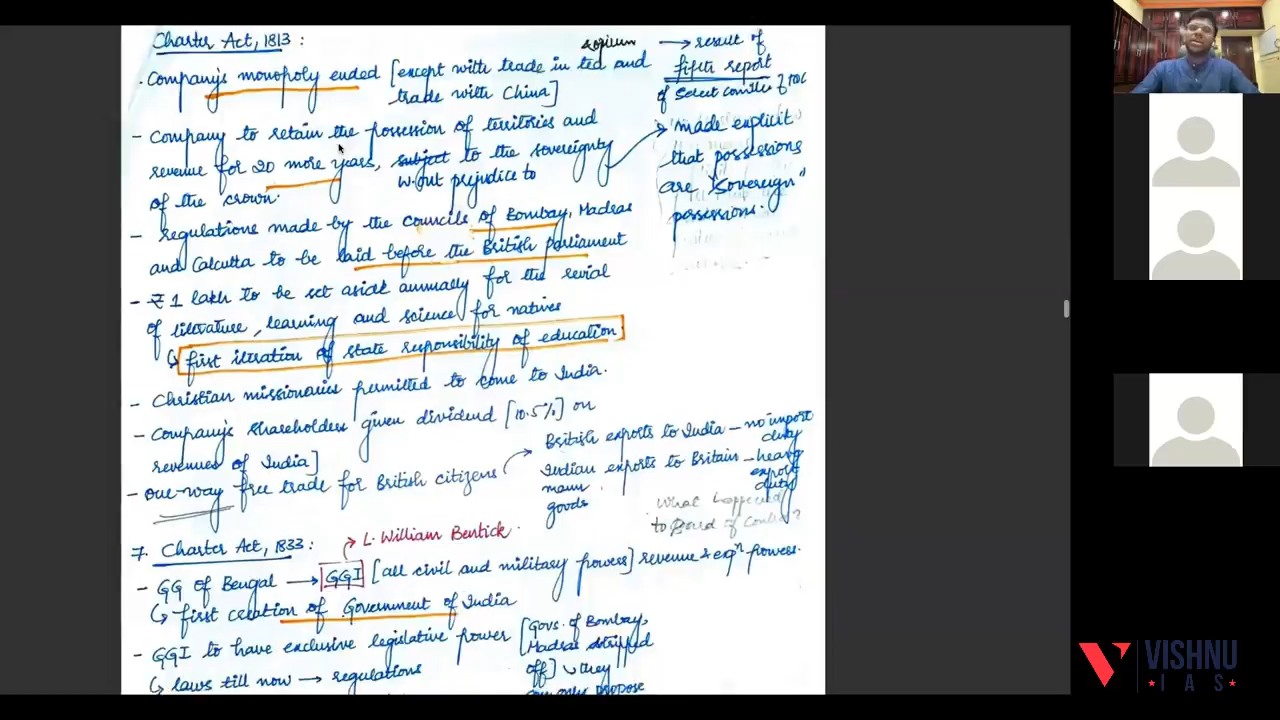 Charter Act, 1813 :
& opium → result of
fifth report
of Select Comittee of HOC
. Company's monopoly ended [except with trade in tea and
trade with China]
- Company to retain the possession of territories and
revenue for 20 more years, subject to the sovereignty
w.out prejudice to
of the crown.
→ made explicit
that possessions
are "Sovereign"
possessions.
- regulations made by the Councils of Bombay, Madras
and Calcutta to be laid before the British parliament
- ₹ 1 lakh to be set aside annually for the
of literature, learning and science for natives
↳ first iteration of state responsibility of education
- Christian missionaries permitted to come to India.
- Company's shareholders given dividend [10.5%] on
revenues of India]
- one-way free trade for British citizens
British exports to India - no import
duty
Indian exports to Britain - heavy
manu. export
goods duty
What happened
to Board of Control?
7. Charter Act, 1833 :
→ L. William Bentick.
- GG of Bengal → GGI [all civil and military powers] revenue & expⁿ powers.
↳ first creation of Government of India
- GGI to have exclusive legislative power [Govs. of Bombay,
Madras stripped
off] ↘ they
can only propose
↳ laws till now → regulations
VISHNU
IAS